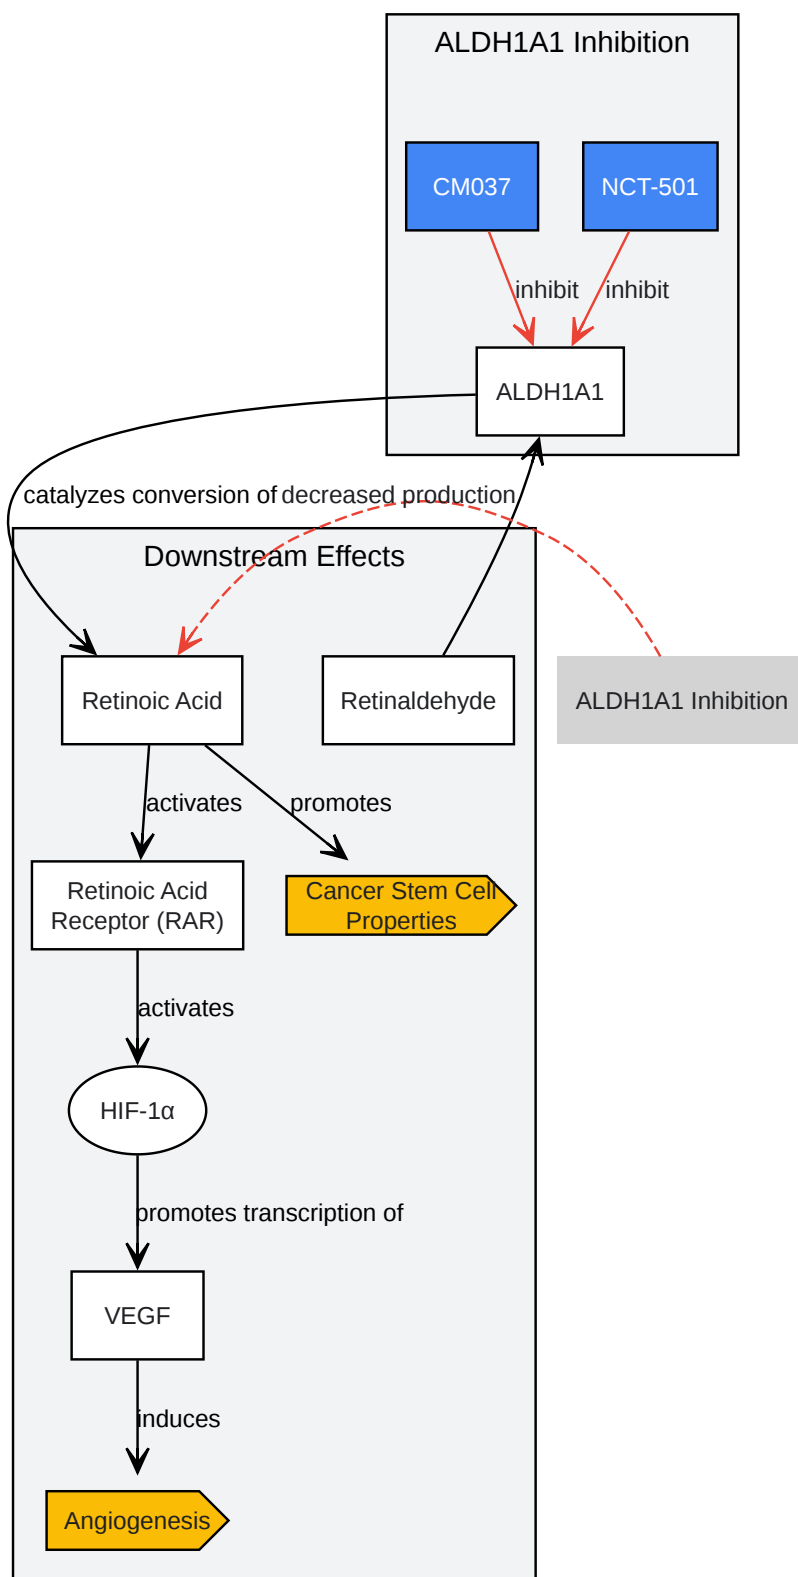 ALDH1A1 Inhibition
CM037
NCT-501
inhibit
inhibit
ALDH1A1
catalyzes conversion of
decreased production
Downstream Effects
Retinoic Acid
Retinaldehyde
ALDH1A1 Inhibition
activates
promotes
Retinoic Acid
Receptor (RAR)
Cancer Stem Cell
Properties
activates
HIF-1α
promotes transcription of
VEGF
induces
Angiogenesis